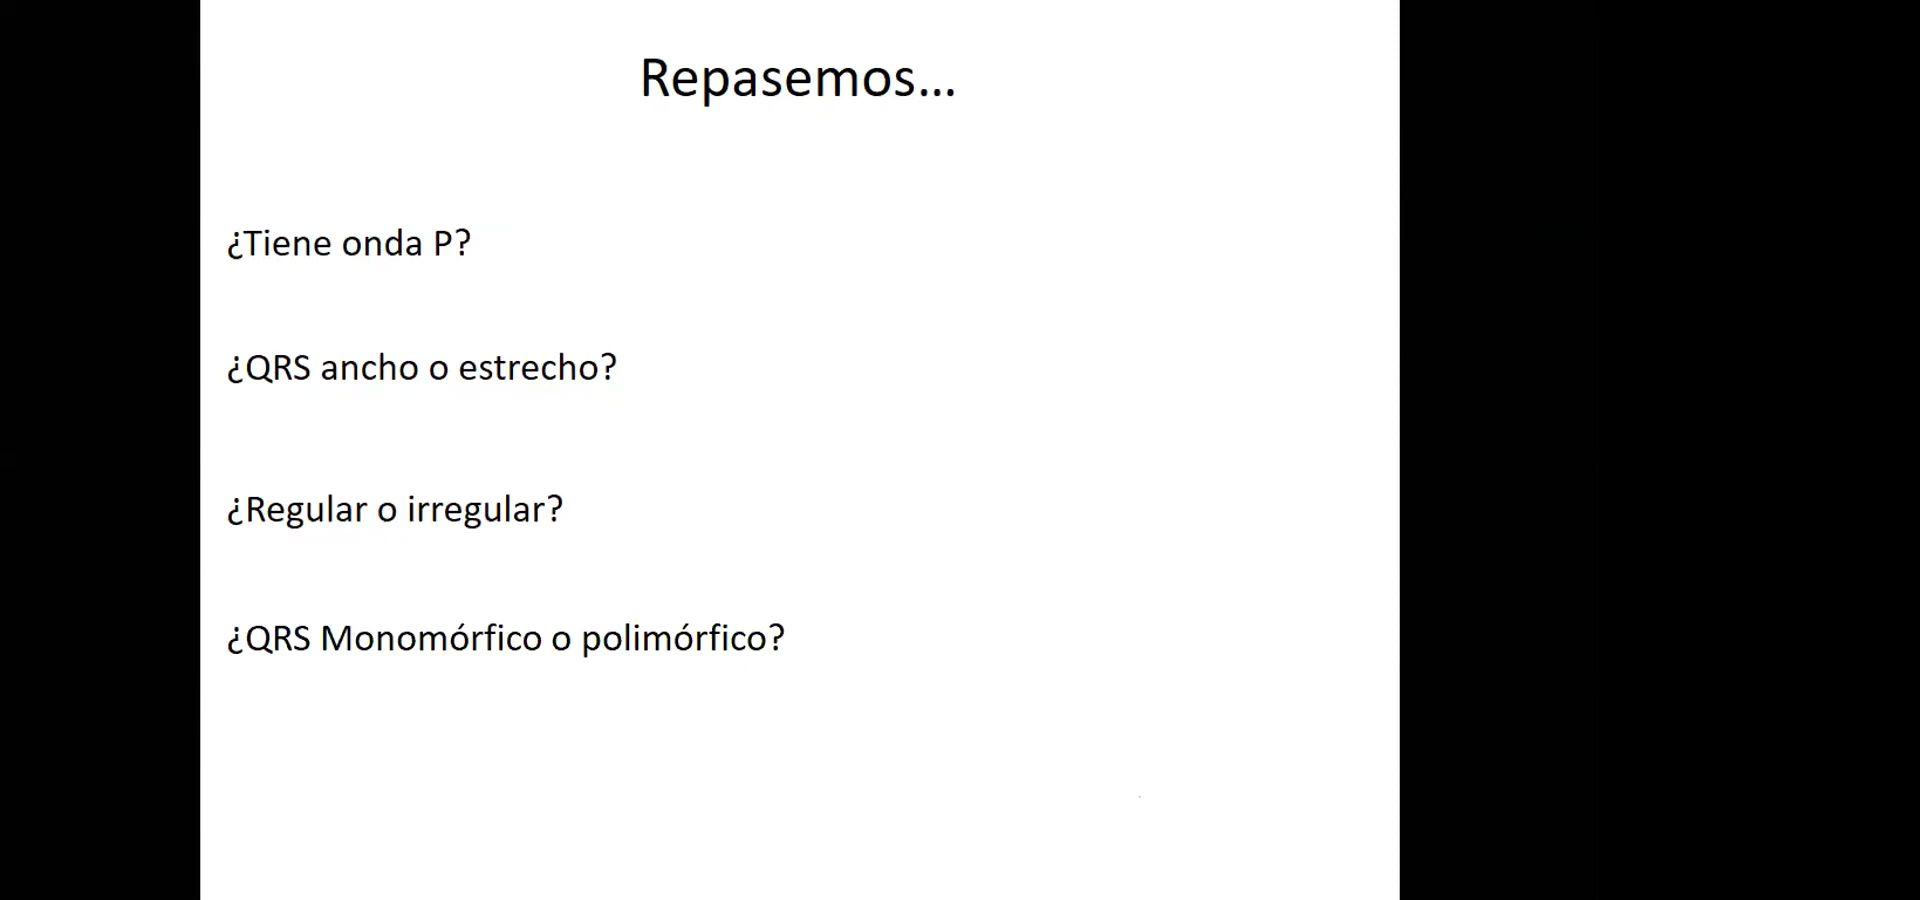 Repasemos...
¿Tiene onda P?
¿QRS ancho o estrecho?
¿Regular o irregular?
¿QRS Monomórfico o polimórfico?